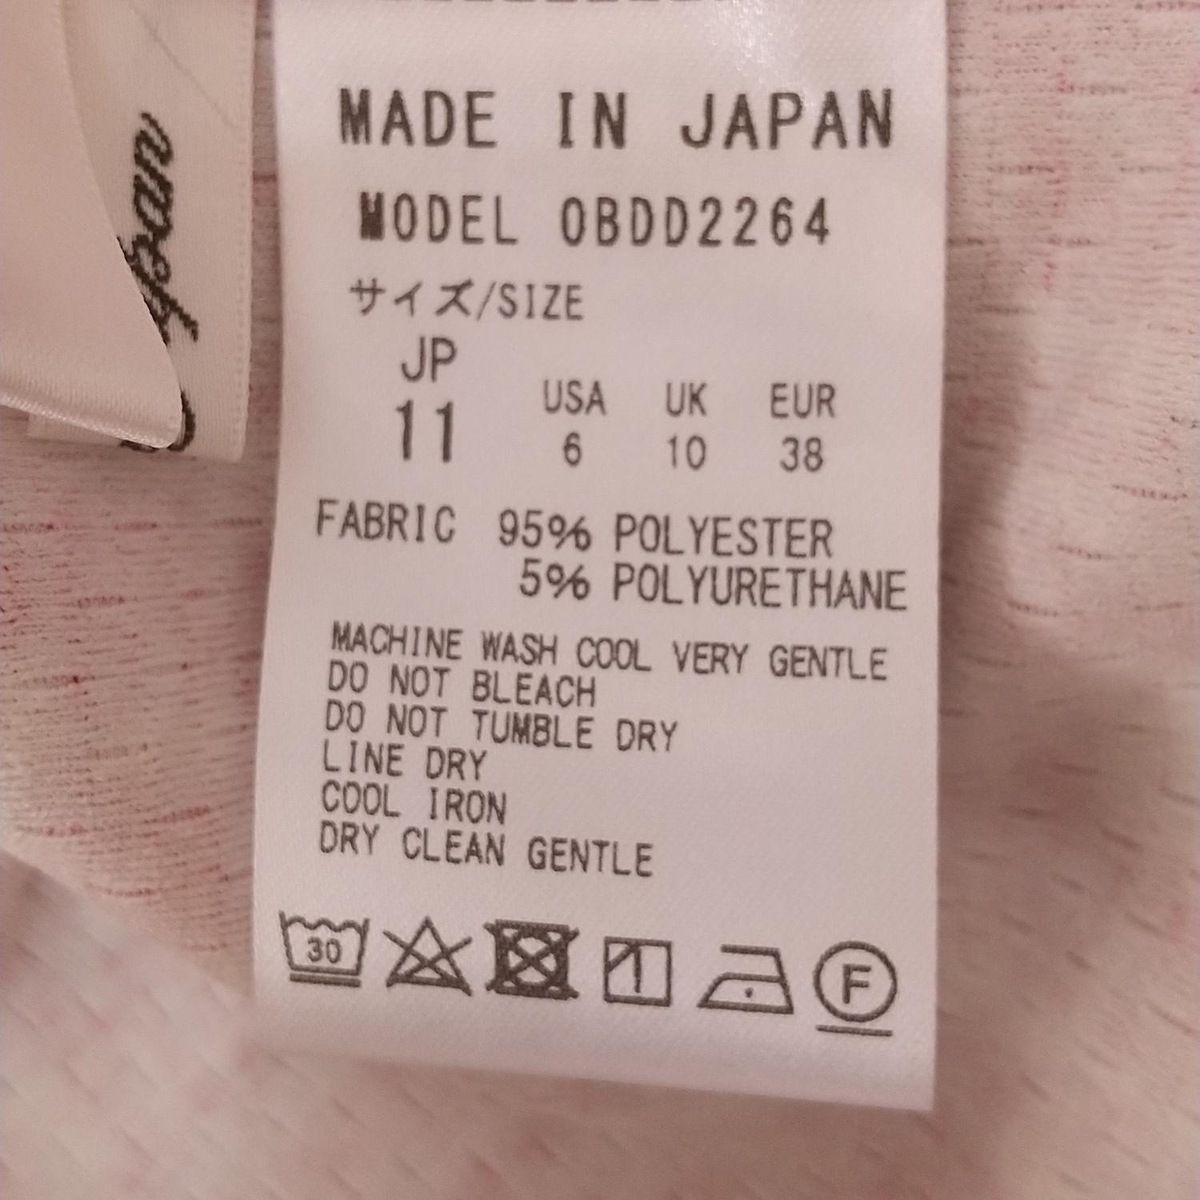 MADE IN JAPAN
MODEL 0BDD2264
サイズ/SIZE
JP
11
USA UK EUR
6 10 38
FABRIC 95% POLYESTER
5% POLYURETHANE
MACHINE WASH COOL VERY GENTLE
DO NOT BLEACH
DO NOT TUMBLE DRY
LINE DRY
COOL IRON
DRY CLEAN GENTLE
30
F